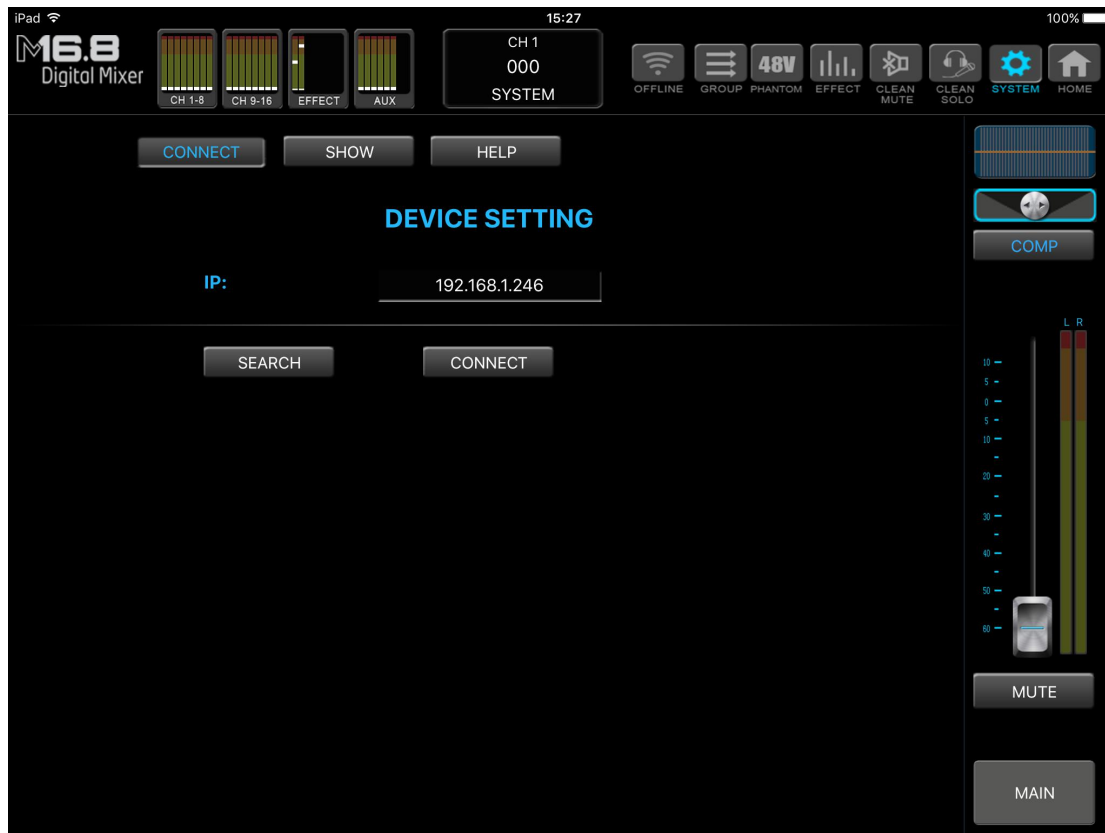 iPad 15:27 100%
M6.8
Digital Mixer
CH 1-8 CH 9-16 EFFECT AUX
CH 1
000
SYSTEM
48V
OFFLINE GROUP PHANTOM EFFECT CLEAN MUTE CLEAN SOLO SYSTEM HOME
CONNECT SHOW HELP
DEVICE SETTING
IP: 192.168.1.246
SEARCH CONNECT
COMP
L R
10
5
0
5
10
20
30
40
50
60
MUTE
MAIN